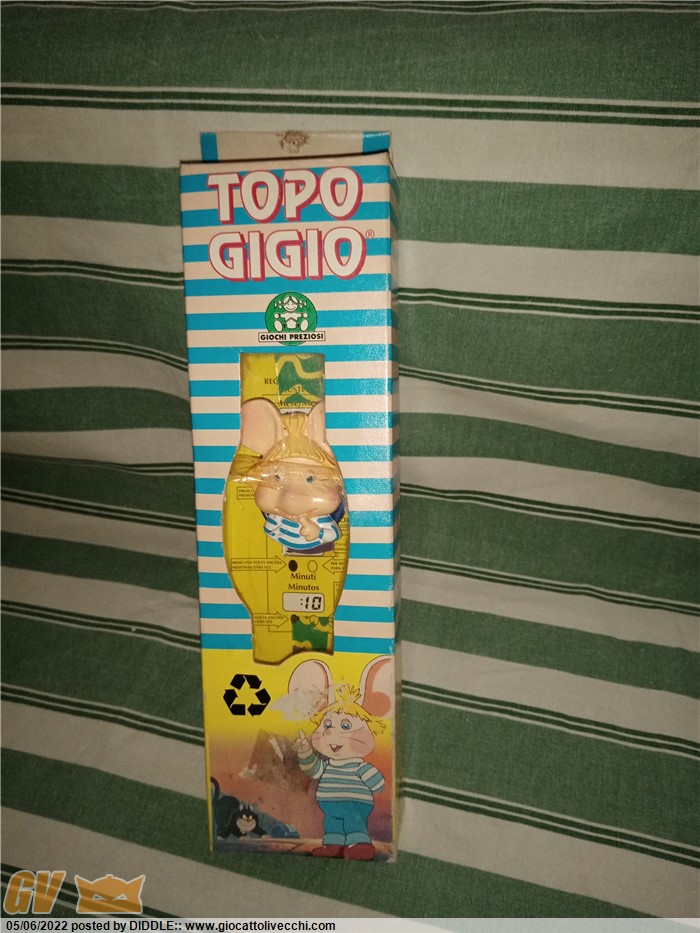 TOPO
GIGIO®
GIOCHI PREZIOSI
Minuti
Minutos
:10
GV
05/06/2022 posted by DIDDLE:: www.giocattolivecchi.com